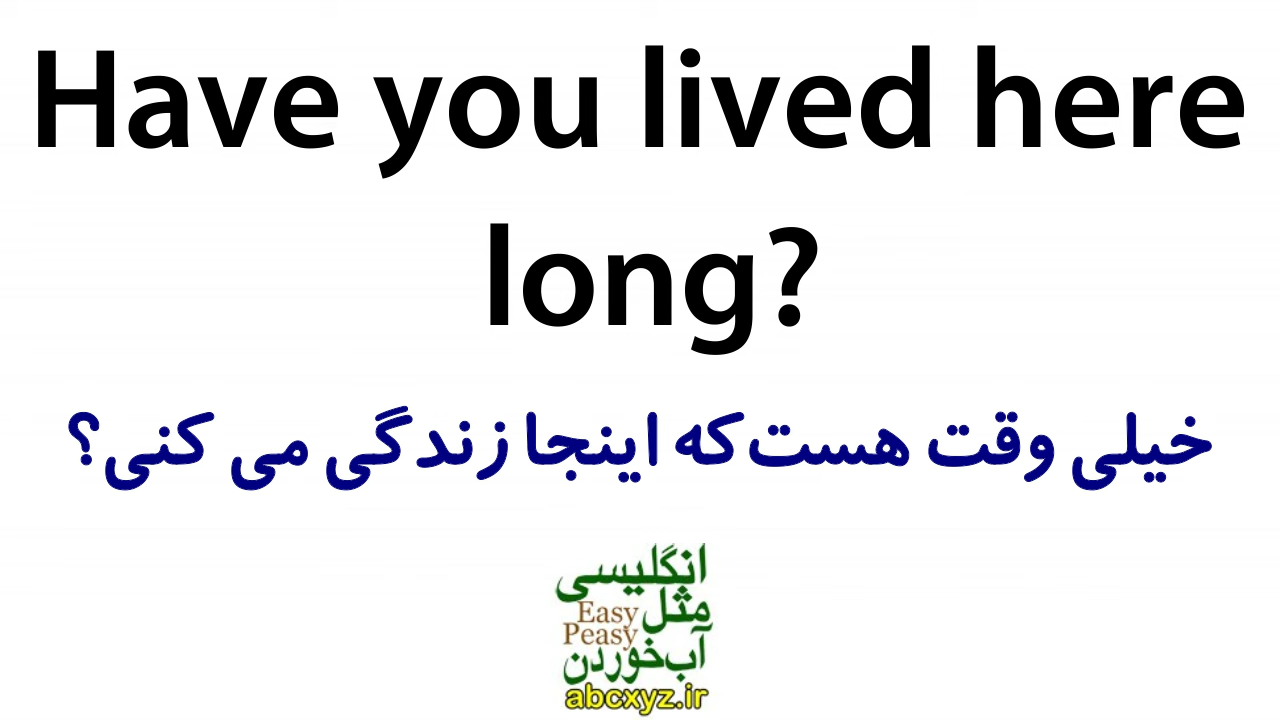 Have you lived here
long?
خیلی وقت هست که اینجا زندگی می کنی؟
انگلیسی
مثل
Easy
Peasy
آب خوردن
abcxyz.ir